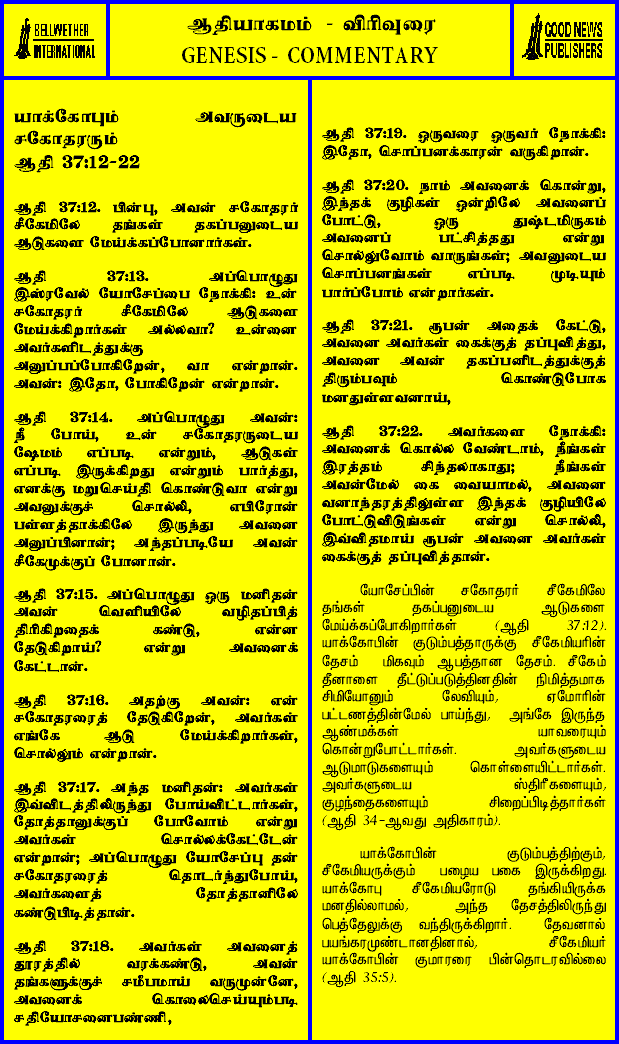 BELLWETHER
INTERNATIONAL
ஆதியாகமம் - விரிவுரை
GENESIS - COMMENTARY
GOOD NEWS
PUBLISHERS
யாக்கோபும் அவருடைய
சகோதரரும்
ஆதி 37:12-22
ஆதி 37:12. பின்பு, அவன் சகோதரர்
சீகேமிலே தங்கள் தகப்பனுடைய
ஆடுகளை மேய்க்கப்போனார்கள்.
ஆதி 37:13. அப்பொழுது
இஸ்ரவேல் யோசேப்பை நோக்கி: உன்
சகோதரர் சீகேமிலே ஆடுகளை
மேய்க்கிறார்கள் அல்லவா? உன்னை
அவர்களிடத்துக்கு
அனுப்பப்போகிறேன், வா என்றான்.
அவன்: இதோ, போகிறேன் என்றான்.
ஆதி 37:14. அப்பொழுது அவன்:
நீ போய், உன் சகோதரருடைய
ஷேமம் எப்படி என்றும், ஆடுகள்
எப்படி இருக்கிறது என்றும் பார்த்து,
எனக்கு மறுசெய்தி கொண்டுவா என்று
அவனுக்குச் சொல்லி, எபிரோன்
பள்ளத்தாக்கிலே இருந்து அவனை
அனுப்பினான்; அந்தப்படியே அவன்
சீகேமுக்குப் போனான்.
ஆதி 37:15. அப்பொழுது ஒரு மனிதன்
அவன் வெளியிலே வழிதப்பித்
திரிகிறதைக் கண்டு, என்ன
தேடுகிறாய்? என்று அவனைக்
கேட்டான்.
ஆதி 37:16. அதற்கு அவன்: என்
சகோதரரைத் தேடுகிறேன், அவர்கள்
எங்கே ஆடு மேய்க்கிறார்கள்,
சொல்லும் என்றான்.
ஆதி 37:17. அந்த மனிதன்: அவர்கள்
இவ்விடத்திலிருந்து போய்விட்டார்கள்,
தோத்தானுக்குப் போவோம் என்று
அவர்கள் சொல்லக்கேட்டேன்
என்றான்; அப்பொழுது யோசேப்பு தன்
சகோதரரைத் தொடர்ந்துபோய்,
அவர்களைத் தோத்தானிலே
கண்டுபிடித்தான்.
ஆதி 37:18. அவர்கள் அவனைத்
தூரத்தில் வரக்கண்டு, அவன்
தங்களுக்குச் சமீபமாய் வருமுன்னே,
அவனைக் கொலைசெய்யும்படி
சதியோசனைபண்ணி,
ஆதி 37:19. ஒருவரை ஒருவர் நோக்கி:
இதோ, சொப்பனக்காரன் வருகிறான்.
ஆதி 37:20. நாம் அவனைக் கொன்று,
இந்தக் குழிகள் ஒன்றிலே அவனைப்
போட்டு, ஒரு துஷ்டமிருகம்
அவனைப் பட்சித்தது என்று
சொல்லுவோம் வாருங்கள்; அவனுடைய
சொப்பனங்கள் எப்படி முடியும்
பார்ப்போம் என்றார்கள்.
ஆதி 37:21. ரூபன் அதைக் கேட்டு,
அவனை அவர்கள் கைக்குத் தப்புவித்து,
அவனை அவன் தகப்பனிடத்துக்குத்
திரும்பவும் கொண்டுபோக
மனதுள்ளவனாய்,
ஆதி 37:22. அவர்களை நோக்கி:
அவனைக் கொல்ல வேண்டாம், நீங்கள்
இரத்தம் சிந்தலாகாது; நீங்கள்
அவன்மேல் கை வையாமல், அவனை
வனாந்தரத்திலுள்ள இந்தக் குழியிலே
போட்டுவிடுங்கள் என்று சொல்லி,
இவ்விதமாய் ரூபன் அவனை அவர்கள்
கைக்குத் தப்புவித்தான்.
யோசேப்பின் சகோதரர் சீகேமிலே
தங்கள் தகப்பனுடைய ஆடுகளை
மேய்க்கப்போகிறார்கள் (ஆதி 37:12).
யாக்கோபின் குடும்பத்தாருக்கு சீகேமியரின்
தேசம் மிகவும் ஆபத்தான தேசம். சீகேம்
தீனாளை தீட்டுப்படுத்தினதின் நிமித்தமாக
சிமியோனும் லேவியும், ஏமோரின்
பட்டணத்தின்மேல் பாய்ந்து, அங்கே இருந்த
ஆண்மக்கள் யாவரையும்
கொன்றுபோட்டார்கள். அவர்களுடைய
ஆடுமாடுகளையும் கொள்ளையிட்டார்கள்.
அவர்களுடைய ஸ்திரீகளையும்,
குழந்தைகளையும் சிறைப்பிடித்தார்கள்
(ஆதி 34-ஆவது அதிகாரம்).
யாக்கோபின் குடும்பத்திற்கும்,
சீகேமியருக்கும் பழைய பகை இருக்கிறது.
யாக்கோபு சீகேமியரோடு தங்கியிருக்க
மனதில்லாமல், அந்த தேசத்திலிருந்து
பெத்தேலுக்கு வந்திருக்கிறார். தேவனால்
பயங்கரமுண்டானதினால், சீகேமியர்
யாக்கோபின் குமாரரை பின்தொடரவில்லை
(ஆதி 35:5).